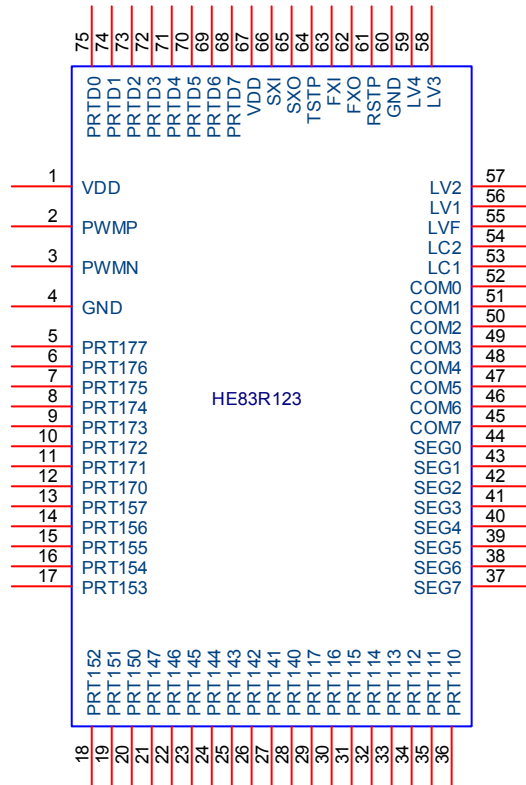 75 74 73 72 71 70 69 68 67 66 65 64 63 62 61 60 59 58
PRTD0 PRTD1 PRTD2 PRTD3 PRTD4 PRTD5 PRTD6 PRTD7 VDD SXI SXO TSTP FXI FXO RSTP GND LV4 LV3
1 VDD
2 PWMP
3 PWMN
4 GND
5 PRT177
6 PRT176
7 PRT175
8 PRT174
9 PRT173
10 PRT172
11 PRT171
12 PRT170
13 PRT157
14 PRT156
15 PRT155
16 PRT154
17 PRT153
HE83R123
LV2 57
LV1 56
LVF 55
LC2 54
LC1 53
COM0 52
COM1 51
COM2 50
COM3 49
COM4 48
COM5 47
COM6 46
COM7 45
SEG0 44
SEG1 43
SEG2 42
SEG3 41
SEG4 40
SEG5 39
SEG6 38
SEG7 37
PRT152 PRT151 PRT150 PRT147 PRT146 PRT145 PRT144 PRT143 PRT142 PRT141 PRT140 PRT117 PRT116 PRT115 PRT114 PRT113 PRT112 PRT111 PRT110
18 19 20 21 22 23 24 25 26 27 28 29 30 31 32 33 34 35 36